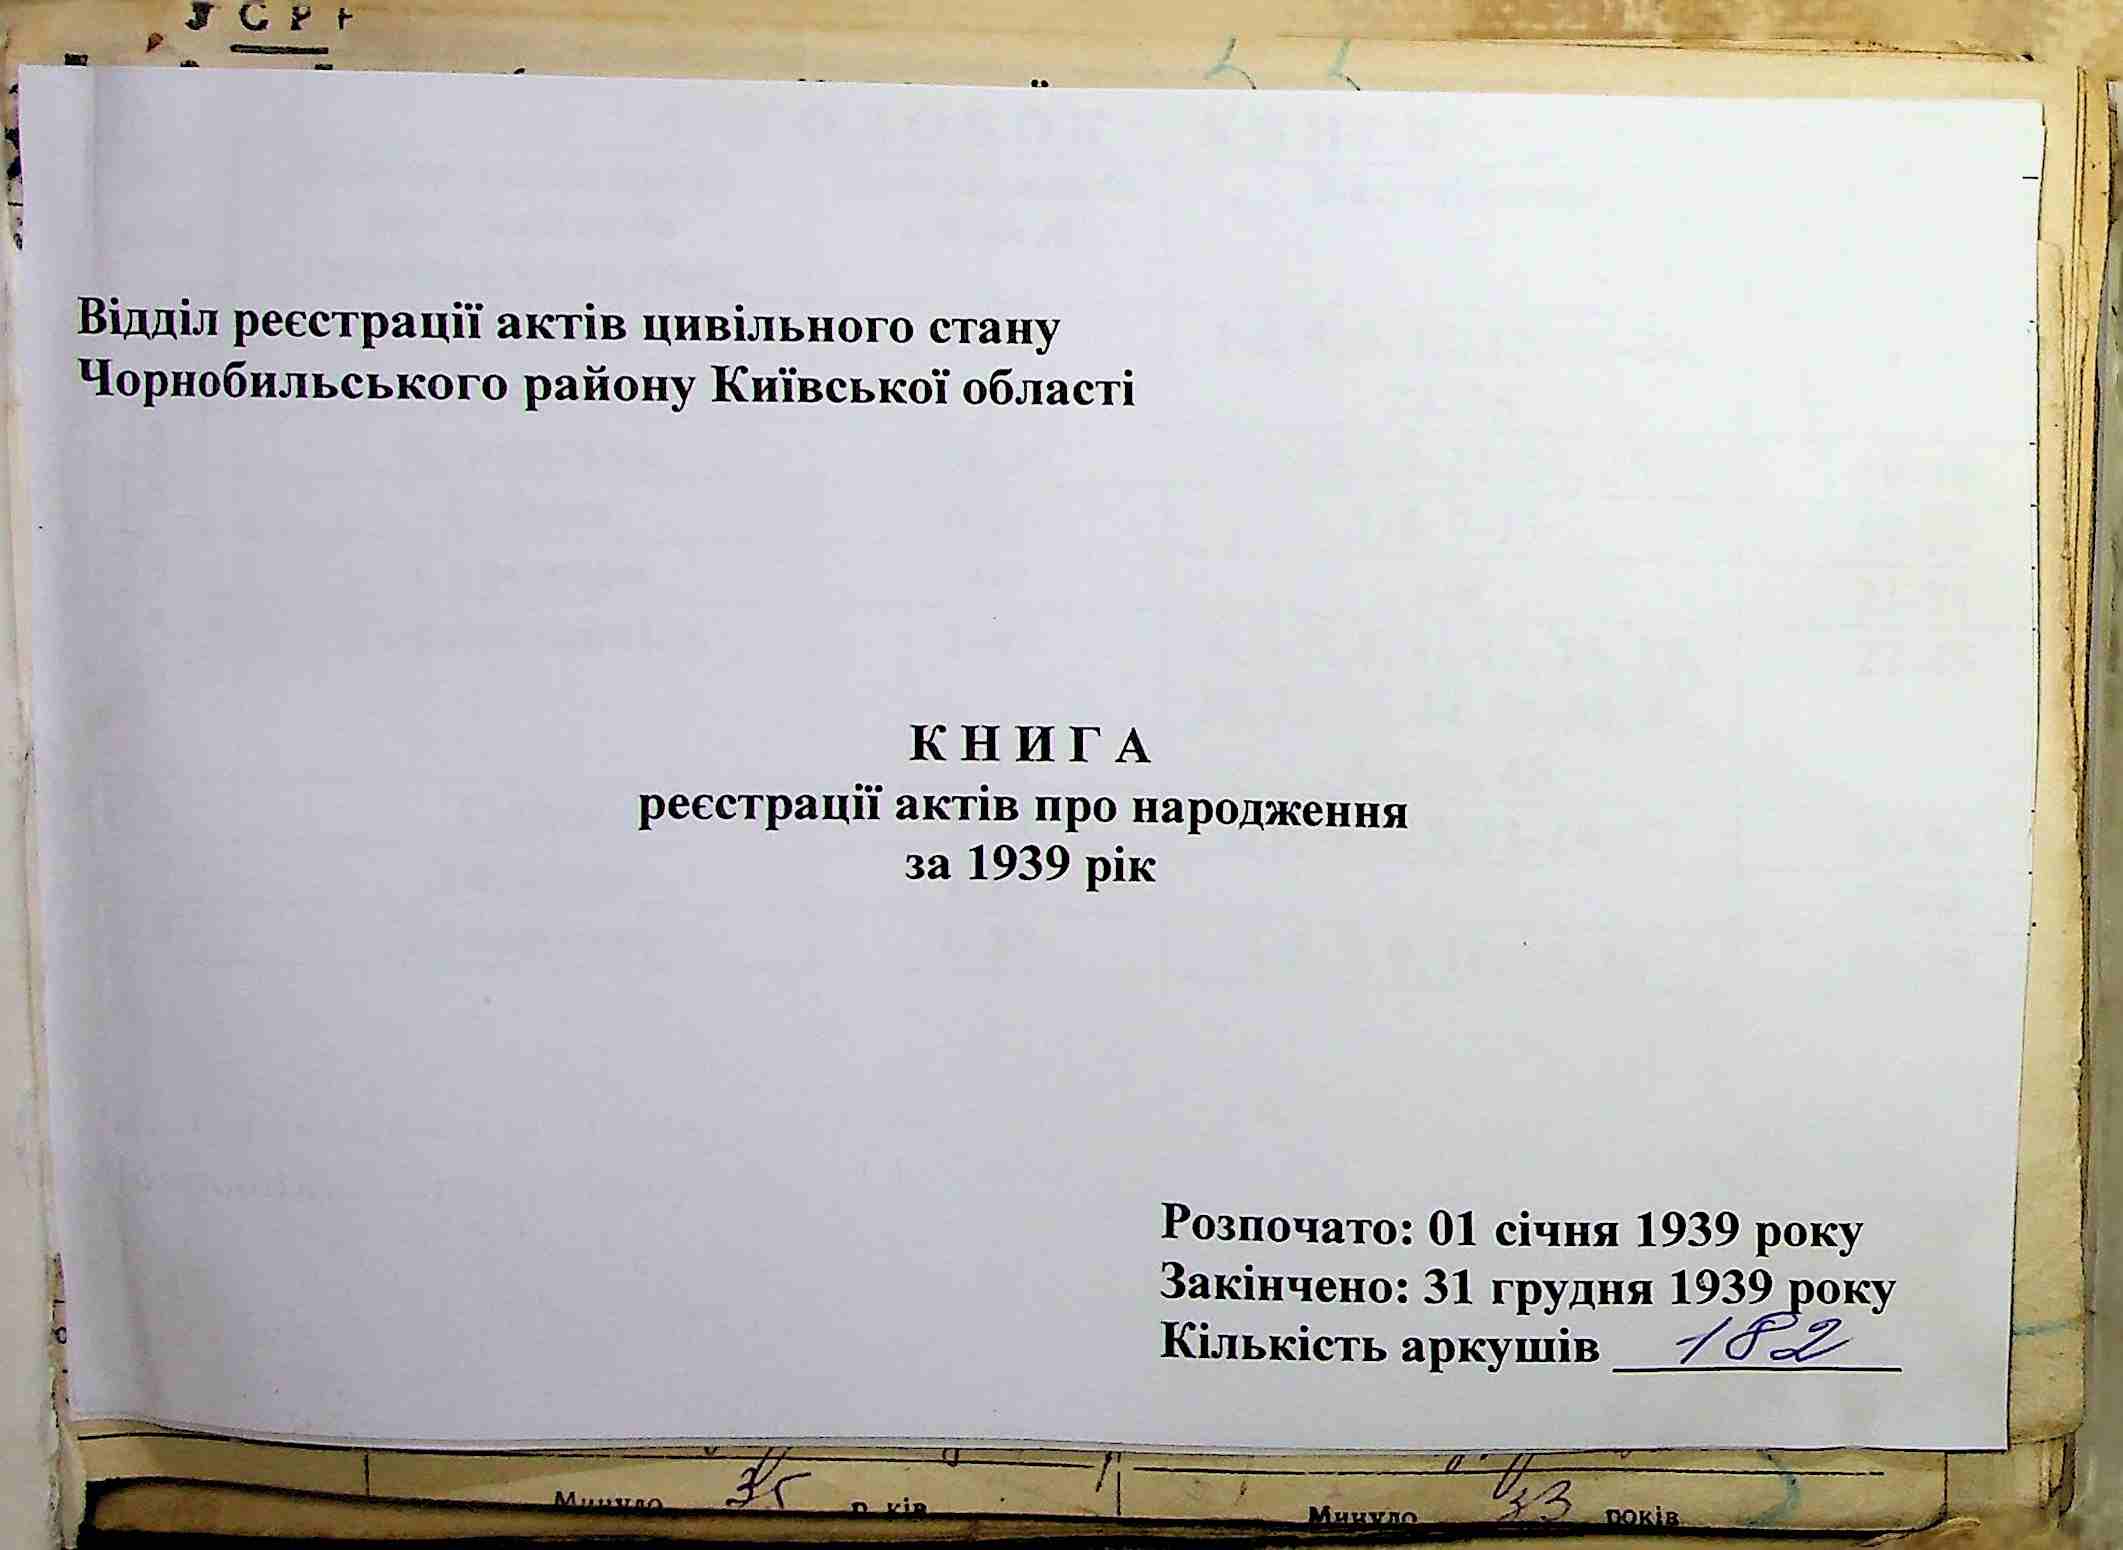 УСРР
Відділ реєстрації актів цивільного стану
Чорнобильського району Київської області
К Н И Г А
реєстрації актів про народження
за 1939 рік
Розпочато: 01 січня 1939 року
Закінчено: 31 грудня 1939 року
Кількість аркушів 182
Минуло 35 років Минуло 33 років